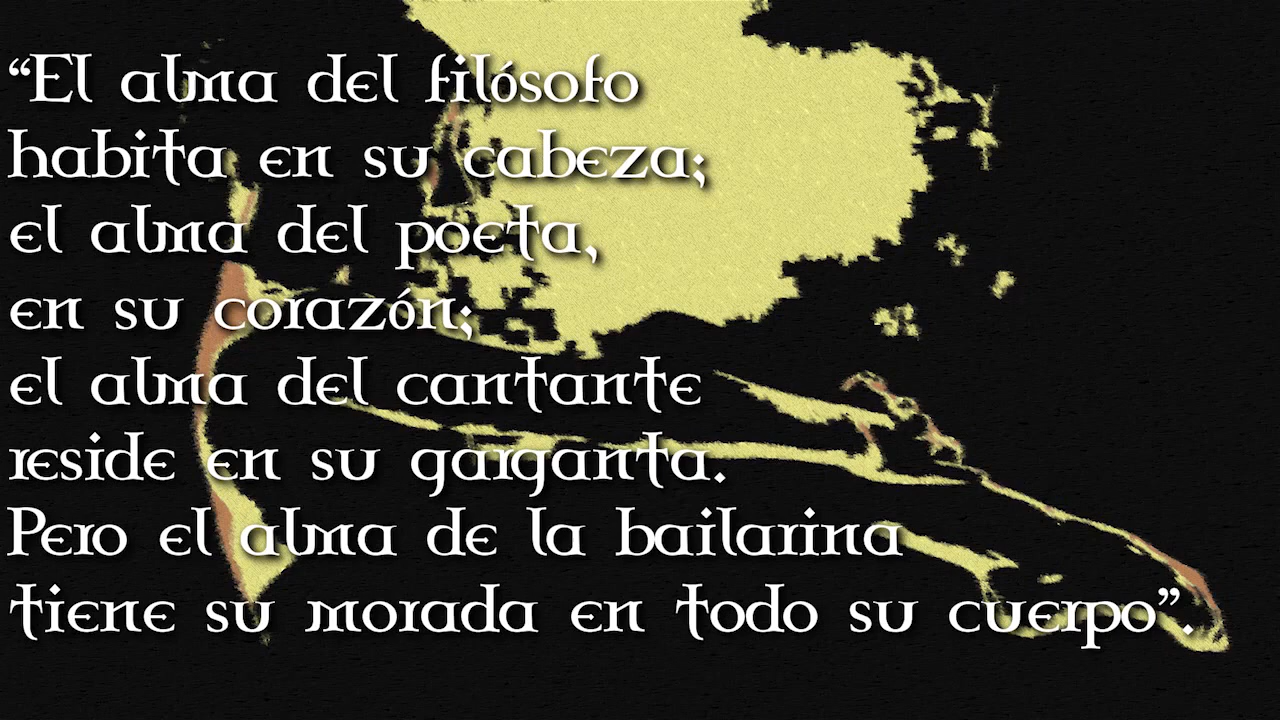 “El alma del filósofo
habita en su cabeza;
el alma del poeta,
en su corazón;
el alma del cantante
reside en su garganta.
Pero el alma de la bailarina
tiene su morada en todo su cuerpo”.